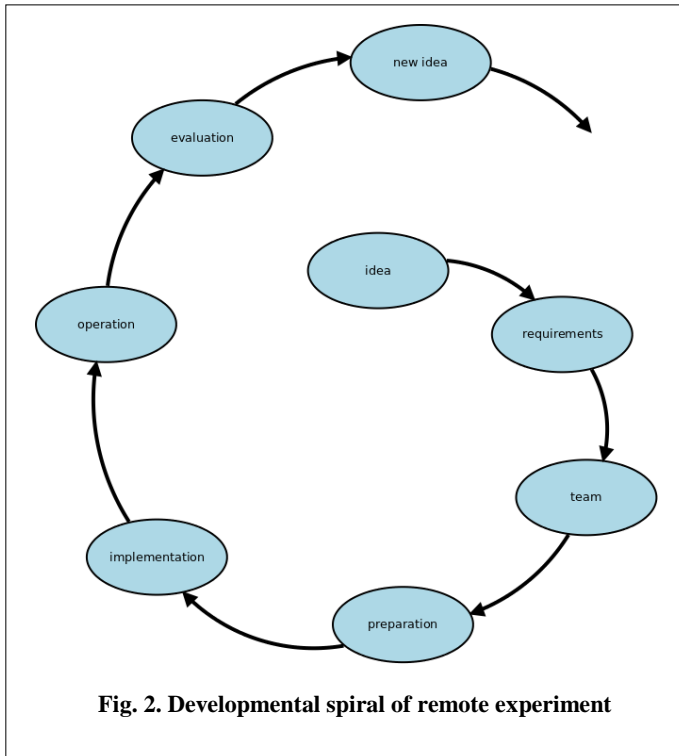 new idea
evaluation
idea
operation
requirements
team
implementation
preparation
Fig. 2. Developmental spiral of remote experiment